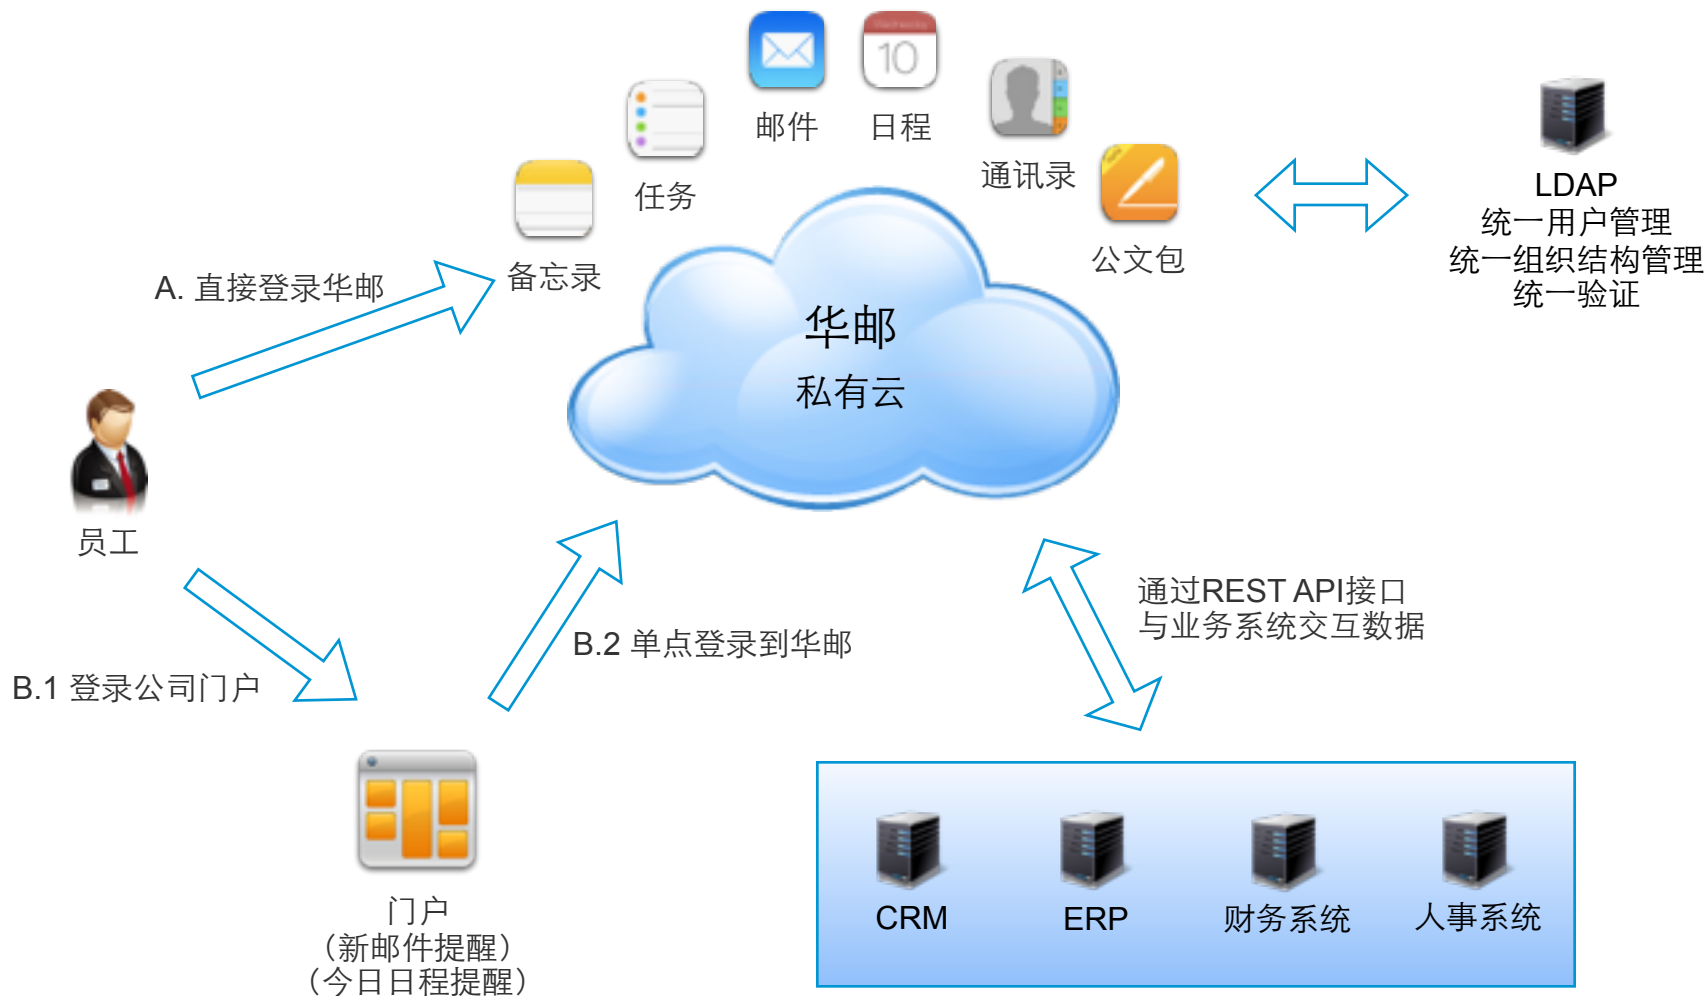 邮件
日程
任务
通讯录
备忘录
公文包
10
LDAP
统一用户管理
统一组织结构管理
统一验证
A. 直接登录华邮
华邮
私有云
员工
通过REST API接口
与业务系统交互数据
B.2 单点登录到华邮
B.1 登录公司门户
门户
（新邮件提醒）
（今日日程提醒）
CRM
ERP
财务系统
人事系统